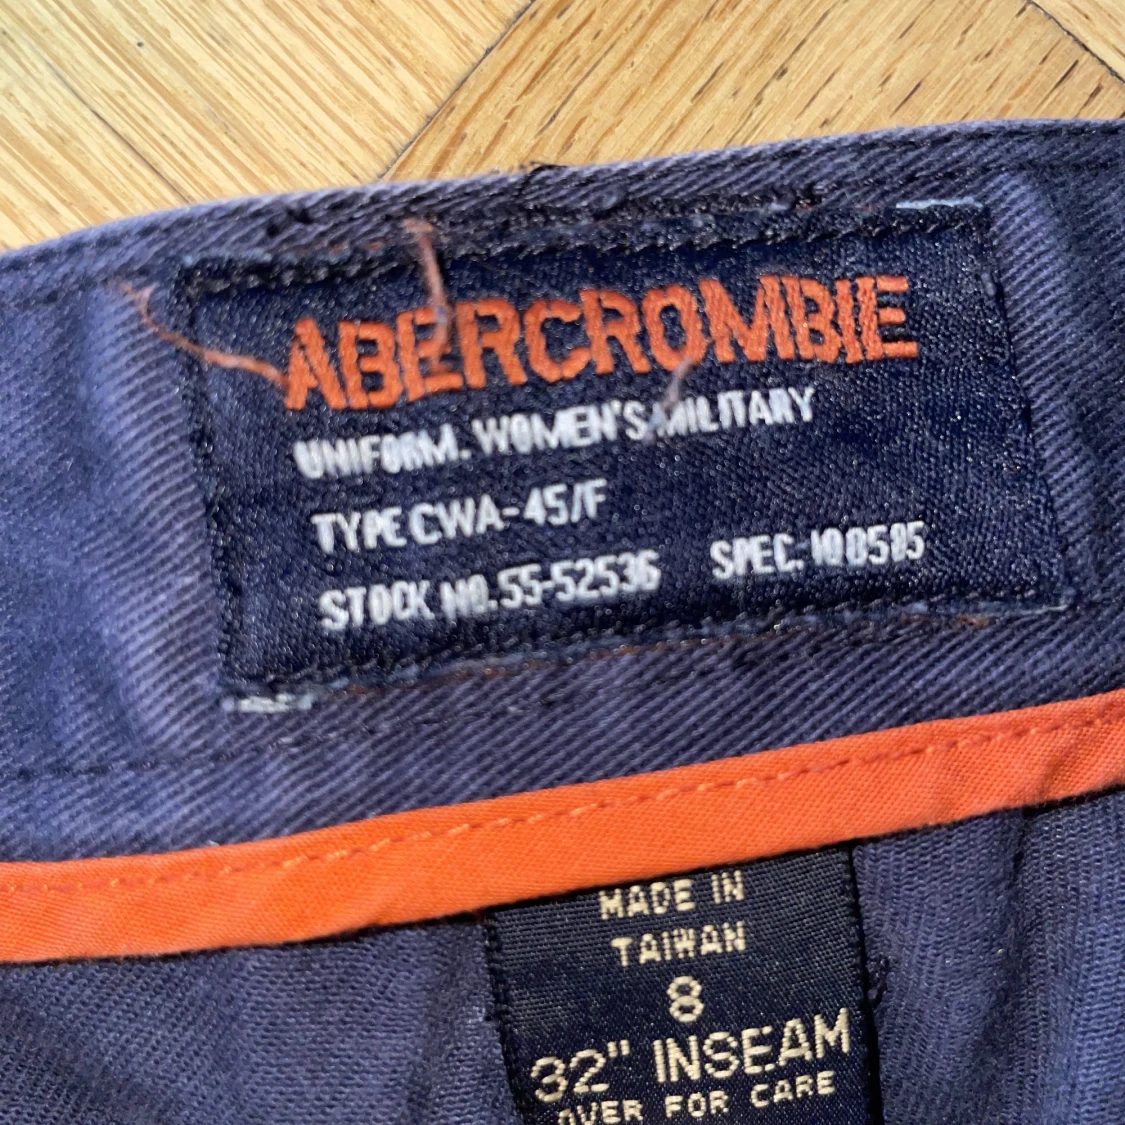 ABERCROMBIE
UNIFORM. WOMEN'S MILITARY
TYPE CWA-45/F
STOCK NO. 55-52536 SPEC. 100585
MADE IN
TAIWAN
8
32" INSEAM
OVER FOR CARE